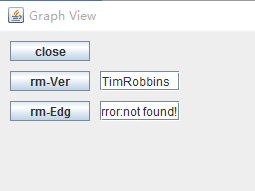 Graph View
close
rm-Ver TimRobbins
rm-Edg rror:not found!